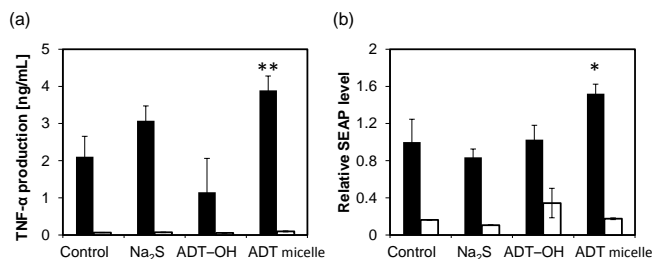 (a)
TNF-α production [ng/mL]
5
4
3
2
1
0
**
Control Na₂S ADT–OH ADT micelle
(b)
Relative SEAP level
2
1.6
1.2
0.8
0.4
0
*
Control Na₂S ADT–OH ADT micelle